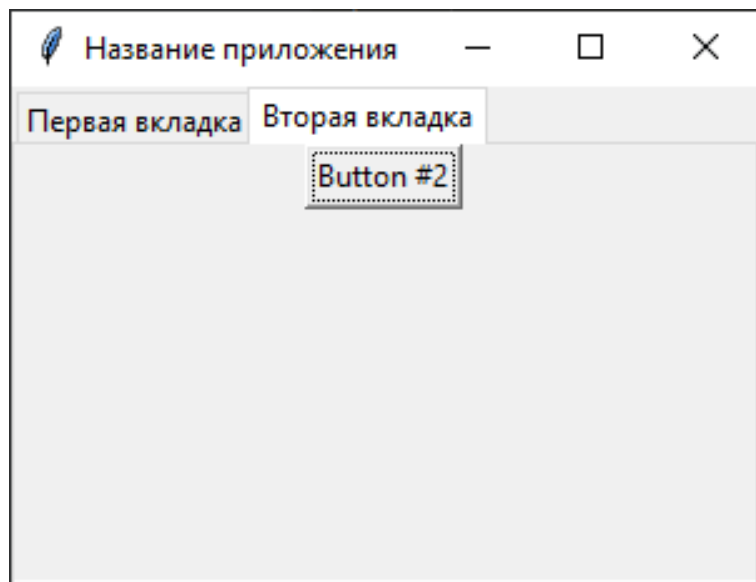 Название приложения
Первая вкладка Вторая вкладка
Button #2